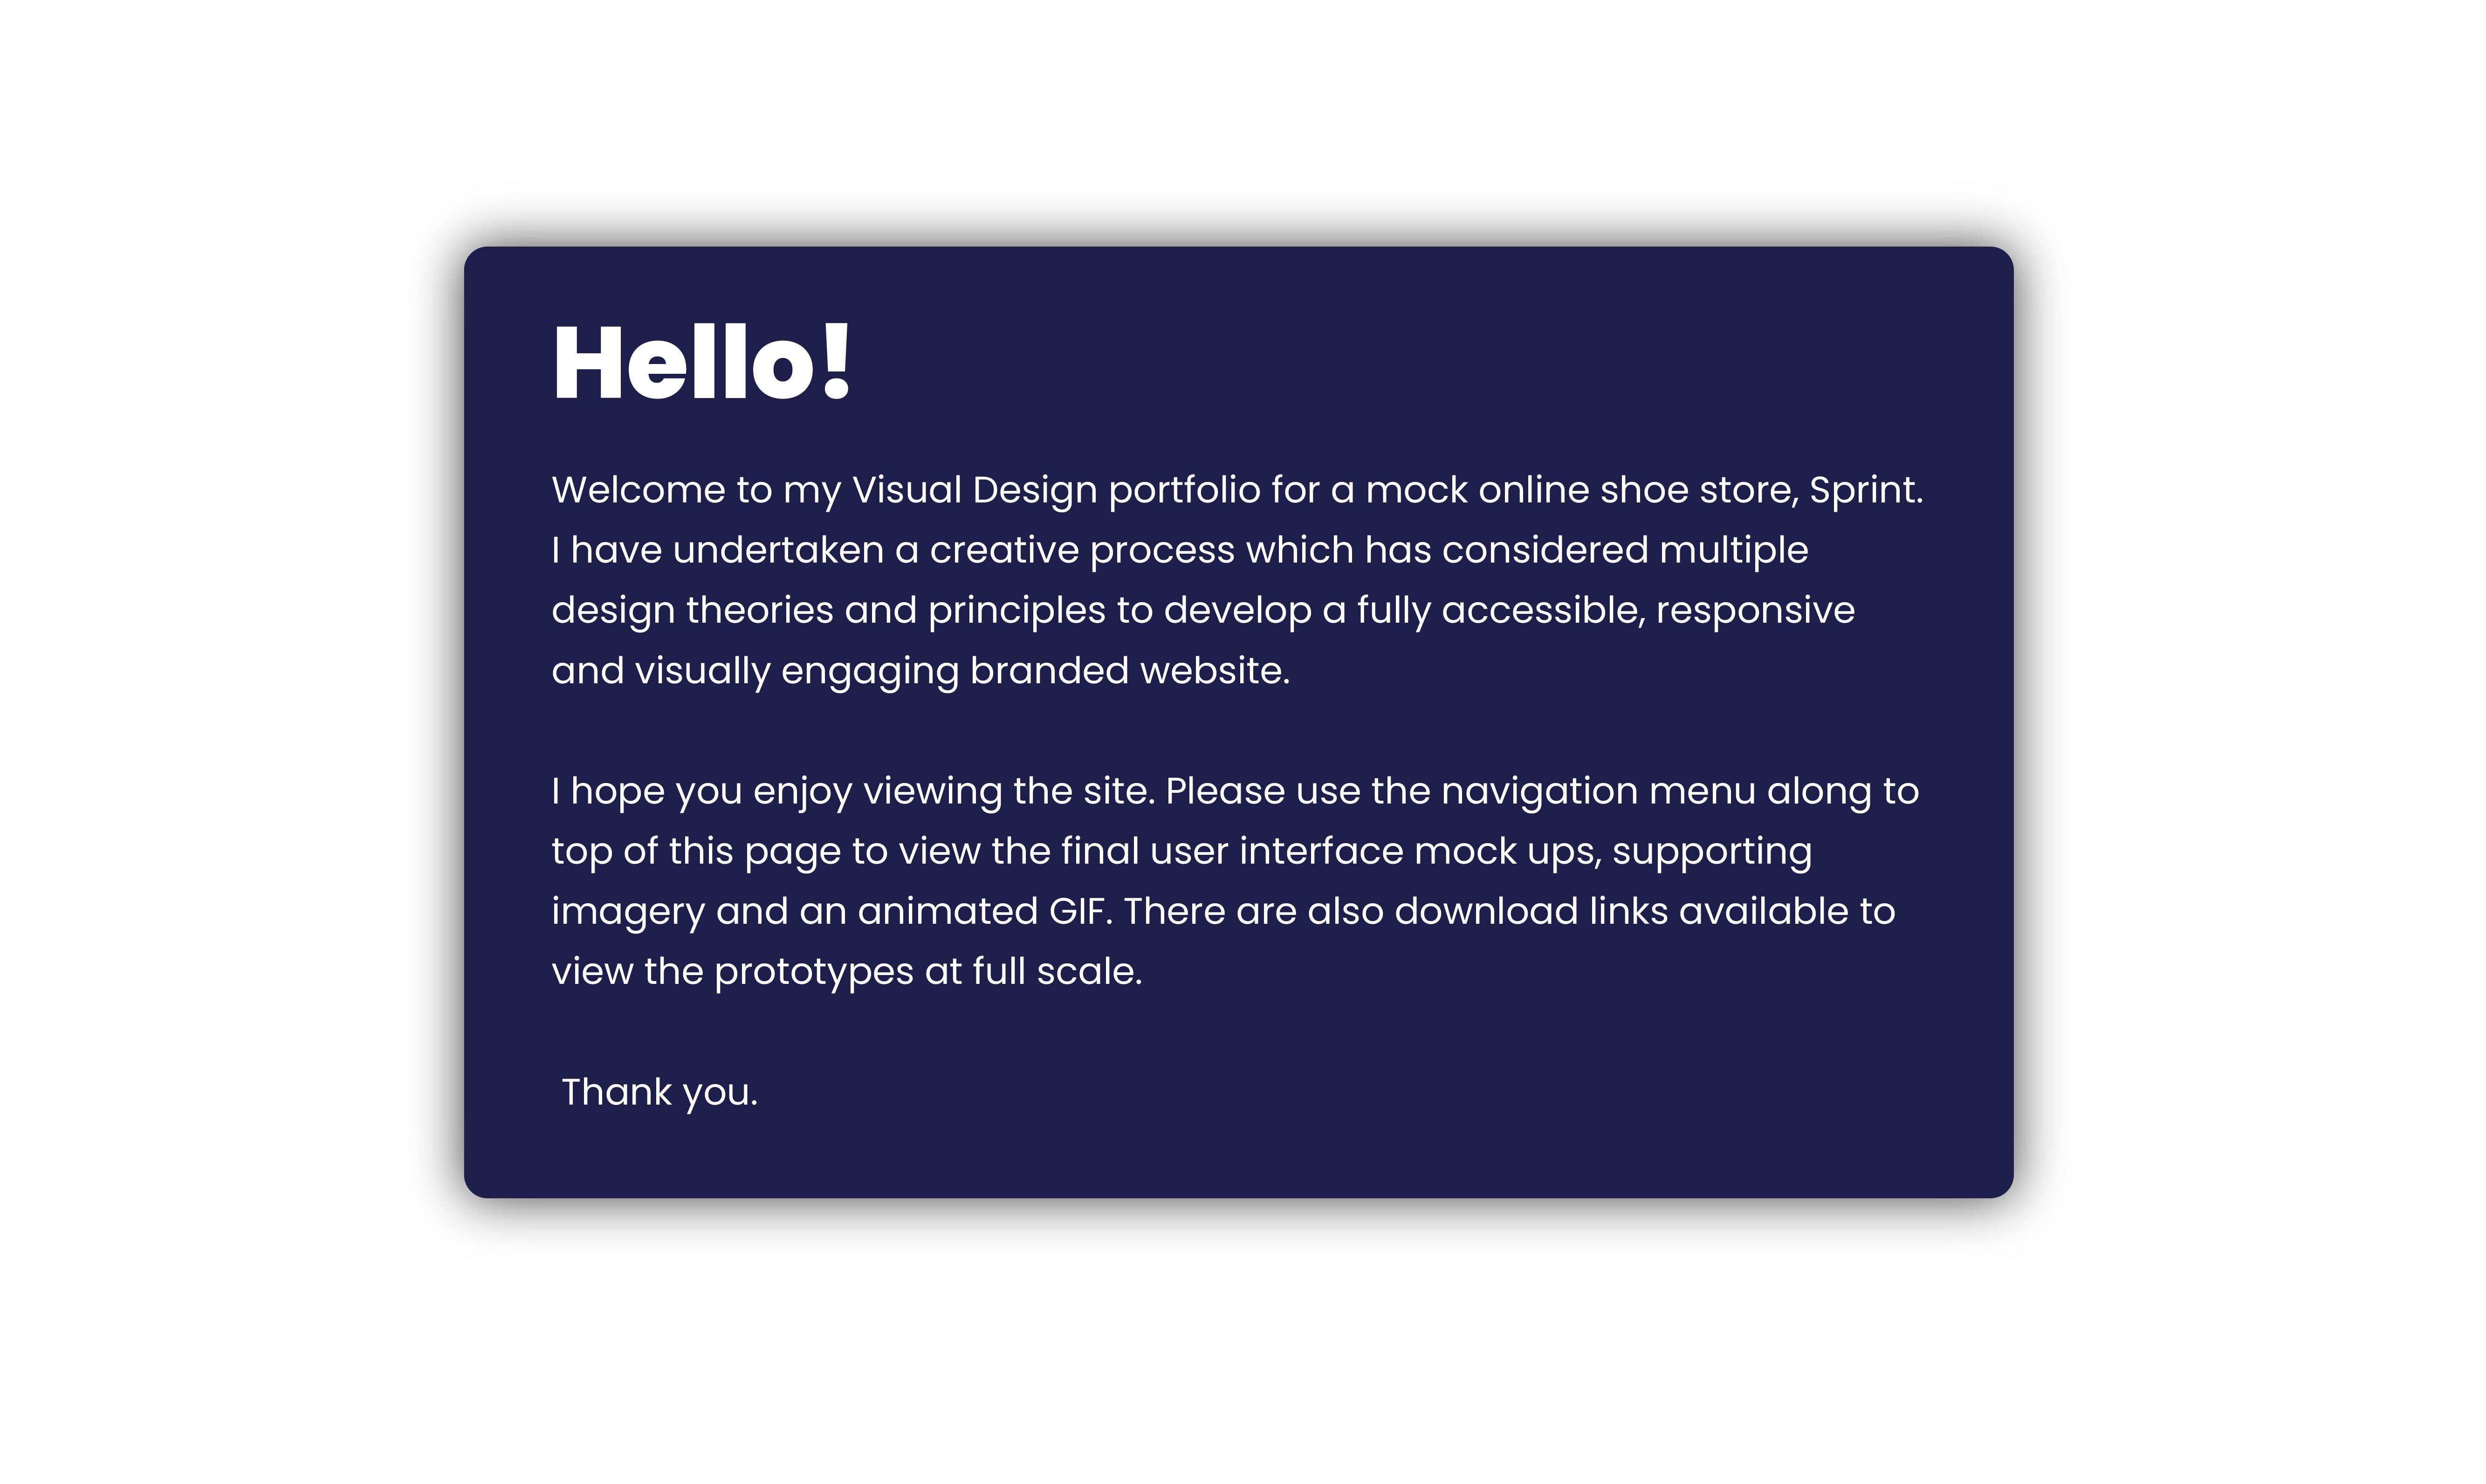 Hello!
Welcome to my Visual Design portfolio for a mock online shoe store, Sprint.
I have undertaken a creative process which has considered multiple
design theories and principles to develop a fully accessible, responsive
and visually engaging branded website.
I hope you enjoy viewing the site. Please use the navigation menu along to
top of this page to view the final user interface mock ups, supporting
imagery and an animated GIF. There are also download links available to
view the prototypes at full scale.
Thank you.